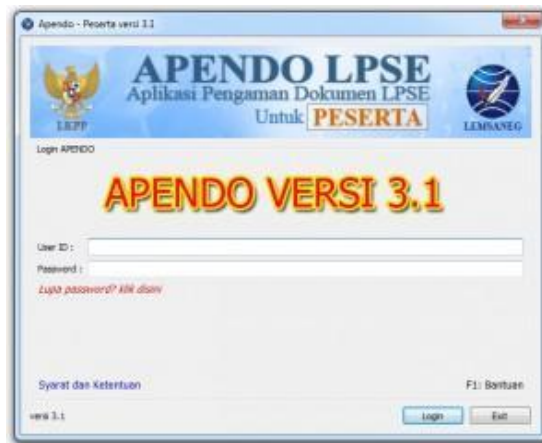 Apendo - Peserta versi 3.1
APENDO LPSE
Aplikasi Pengaman Dokumen LPSE
Untuk PESERTA
LKPP
LEMSANEG
Login APENDO
APENDO VERSI 3.1
User ID :
Password :
Lupa password? klik disini
Syarat dan Ketentuan
F1: Bantuan
versi 3.1
Login
Exit